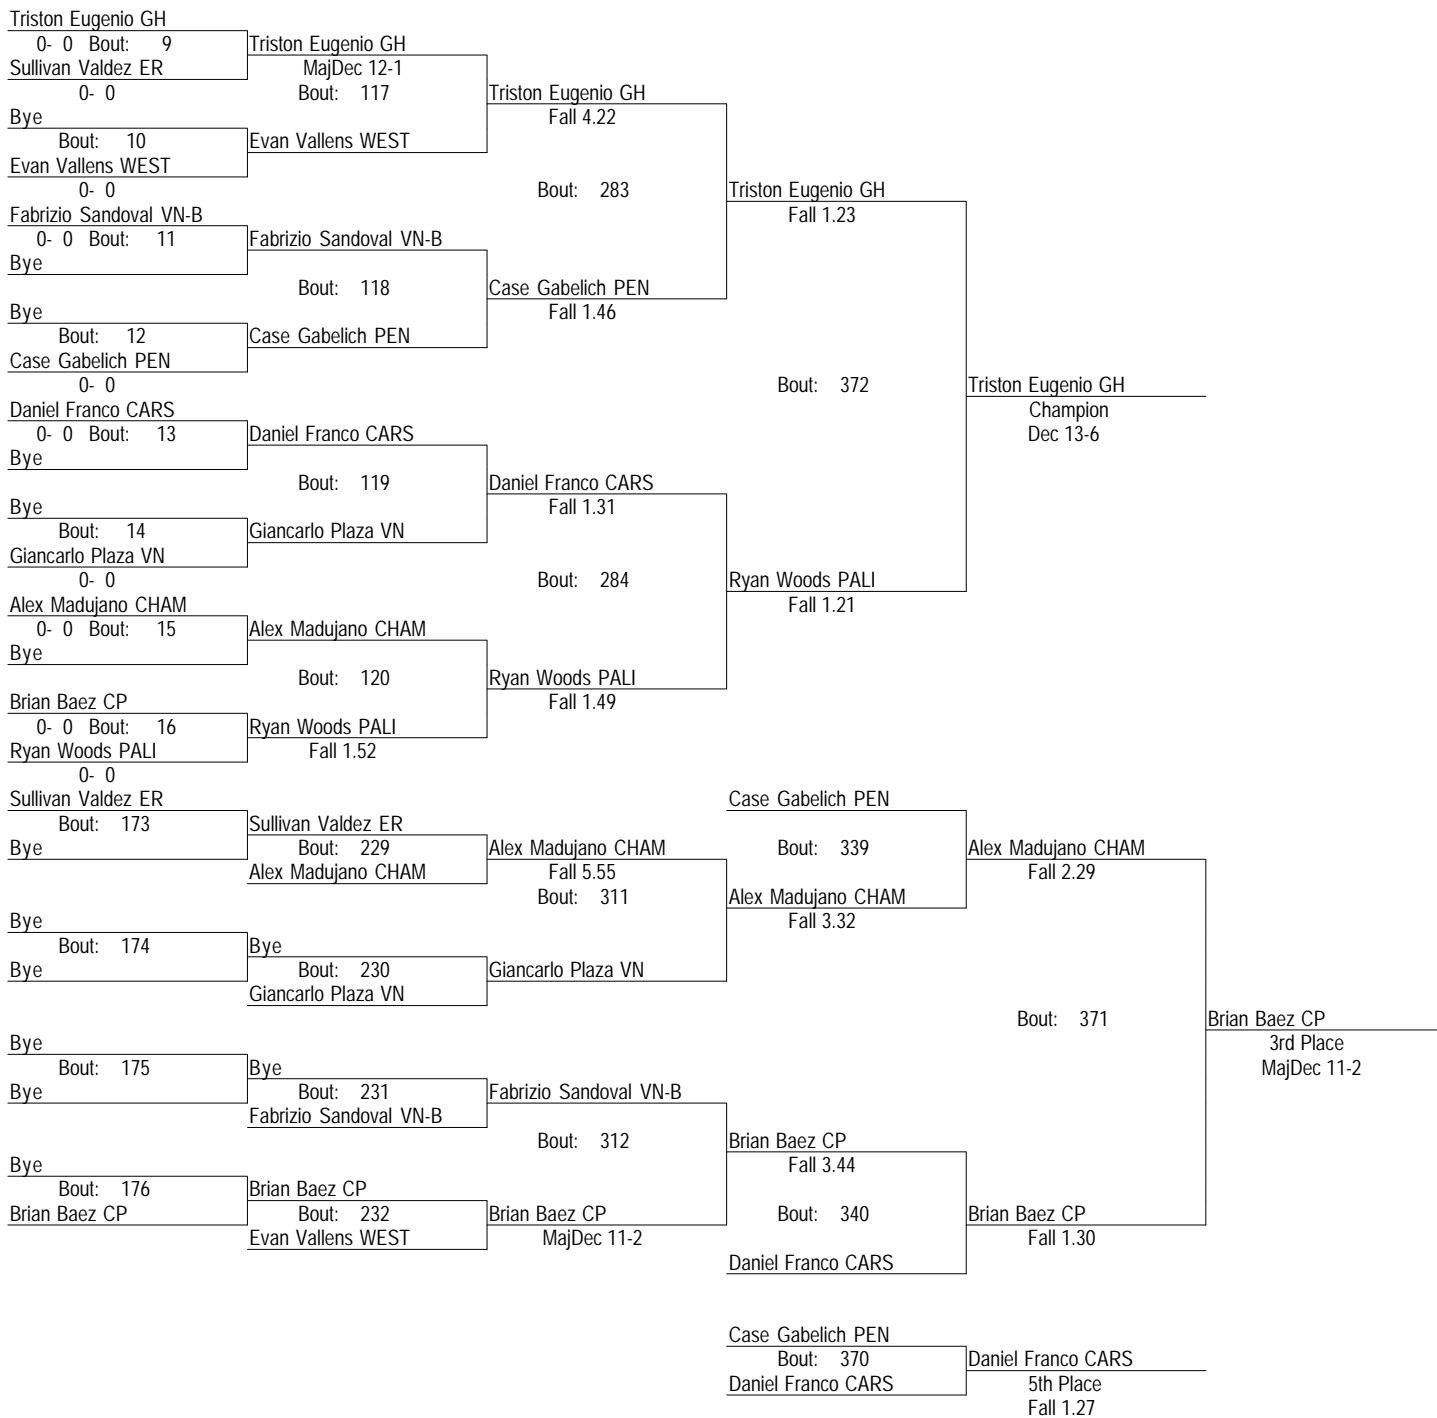 Triston Eugenio GH
0- 0 Bout: 9 Triston Eugenio GH
Sullivan Valdez ER MajDec 12-1
0- 0 Bout: 117 Triston Eugenio GH
Bye Fall 4.22
Bout: 10 Evan Vallens WEST
Evan Vallens WEST
0- 0 Bout: 283 Triston Eugenio GH
Fabrizio Sandoval VN-B Fall 1.23
0- 0 Bout: 11 Fabrizio Sandoval VN-B
Bye
Bout: 118 Case Gabelich PEN
Bye Fall 1.46
Bout: 12 Case Gabelich PEN
Case Gabelich PEN
0- 0 Bout: 372 Triston Eugenio GH
Daniel Franco CARS Champion
0- 0 Bout: 13 Daniel Franco CARS Dec 13-6
Bye
Bout: 119 Daniel Franco CARS
Bye Fall 1.31
Bout: 14 Giancarlo Plaza VN
Giancarlo Plaza VN
0- 0 Bout: 284 Ryan Woods PALI
Alex Madujano CHAM Fall 1.21
0- 0 Bout: 15 Alex Madujano CHAM
Bye
Bout: 120 Ryan Woods PALI
Brian Baez CP Fall 1.49
0- 0 Bout: 16 Ryan Woods PALI
Ryan Woods PALI Fall 1.52
0- 0
Sullivan Valdez ER Case Gabelich PEN
Bout: 173 Sullivan Valdez ER
Bye Bout: 229 Alex Madujano CHAM Bout: 339 Alex Madujano CHAM
Alex Madujano CHAM Fall 5.55 Fall 2.29
Bout: 311 Alex Madujano CHAM
Bye Fall 3.32
Bout: 174 Bye
Bye Bout: 230 Giancarlo Plaza VN
Giancarlo Plaza VN
Bout: 371 Brian Baez CP
Bye 3rd Place
Bout: 175 Bye MajDec 11-2
Bye Bout: 231 Fabrizio Sandoval VN-B
Fabrizio Sandoval VN-B
Bout: 312 Brian Baez CP
Bye Fall 3.44
Bout: 176 Brian Baez CP
Brian Baez CP Bout: 232 Brian Baez CP Bout: 340 Brian Baez CP
Evan Vallens WEST MajDec 11-2 Fall 1.30
Daniel Franco CARS
Case Gabelich PEN
Bout: 370 Daniel Franco CARS
Daniel Franco CARS 5th Place
Fall 1.27